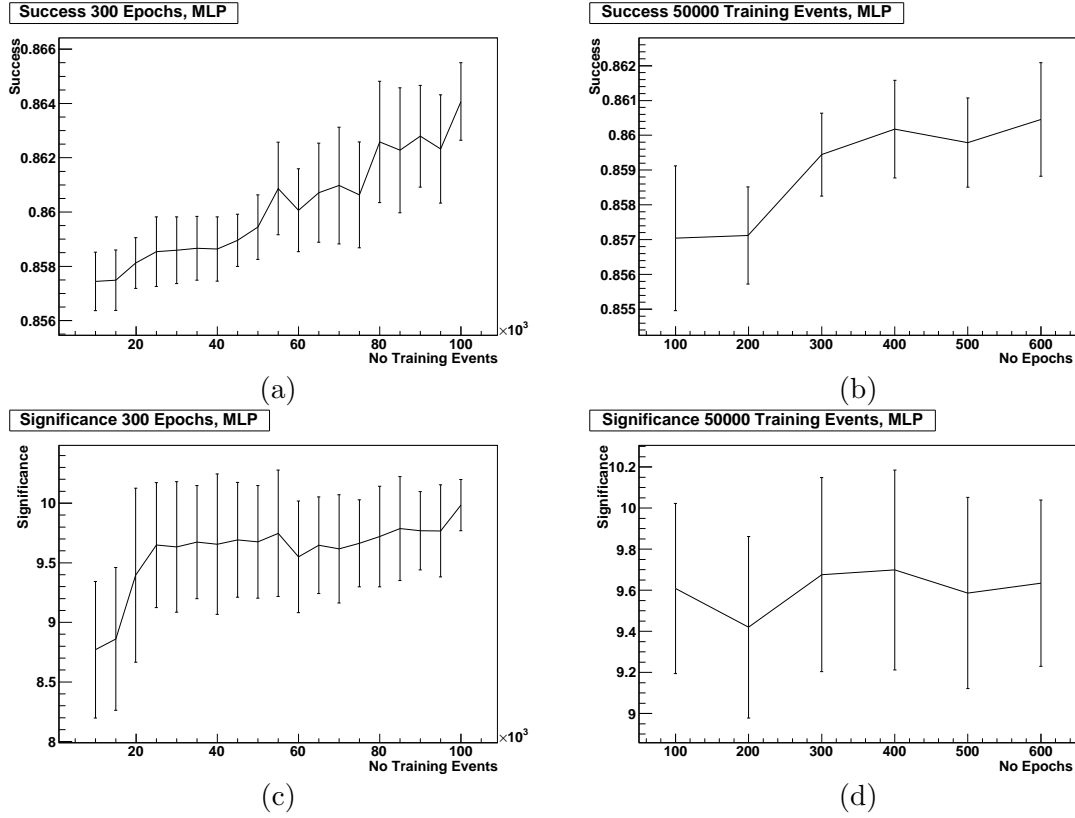 Success 300 Epochs, MLP
Success
0.866
0.864
0.862
0.86
0.858
0.856
20 40 60 80 100
×10³
No Training Events
(a)
Success 50000 Training Events, MLP
Success
0.862
0.861
0.86
0.859
0.858
0.857
0.856
0.855
100 200 300 400 500 600
No Epochs
(b)
Significance 300 Epochs, MLP
Significance
10
9.5
9
8.5
8
20 40 60 80 100
×10³
No Training Events
(c)
Significance 50000 Training Events, MLP
Significance
10.2
10
9.8
9.6
9.4
9.2
9
100 200 300 400 500 600
No Epochs
(d)